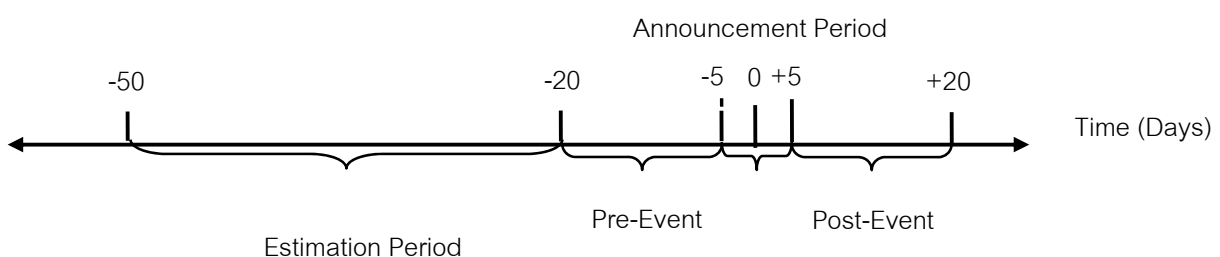 Announcement Period
-50 -20 -5 0 +5 +20
Time (Days)
Pre-Event Post-Event
Estimation Period